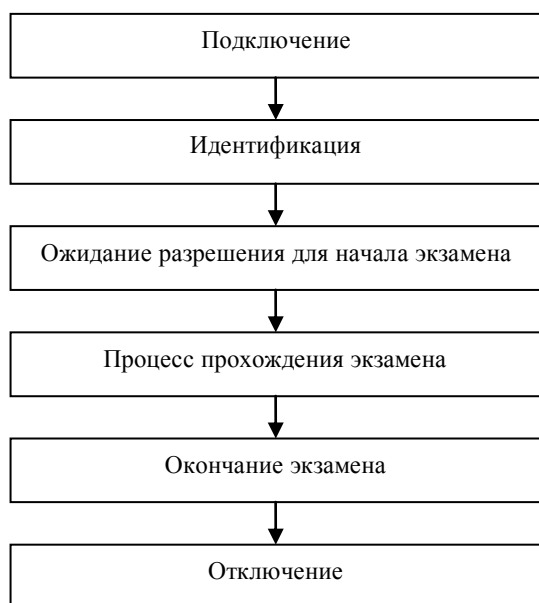 Подключение
Идентификация
Ожидание разрешения для начала экзамена
Процесс прохождения экзамена
Окончание экзамена
Отключение